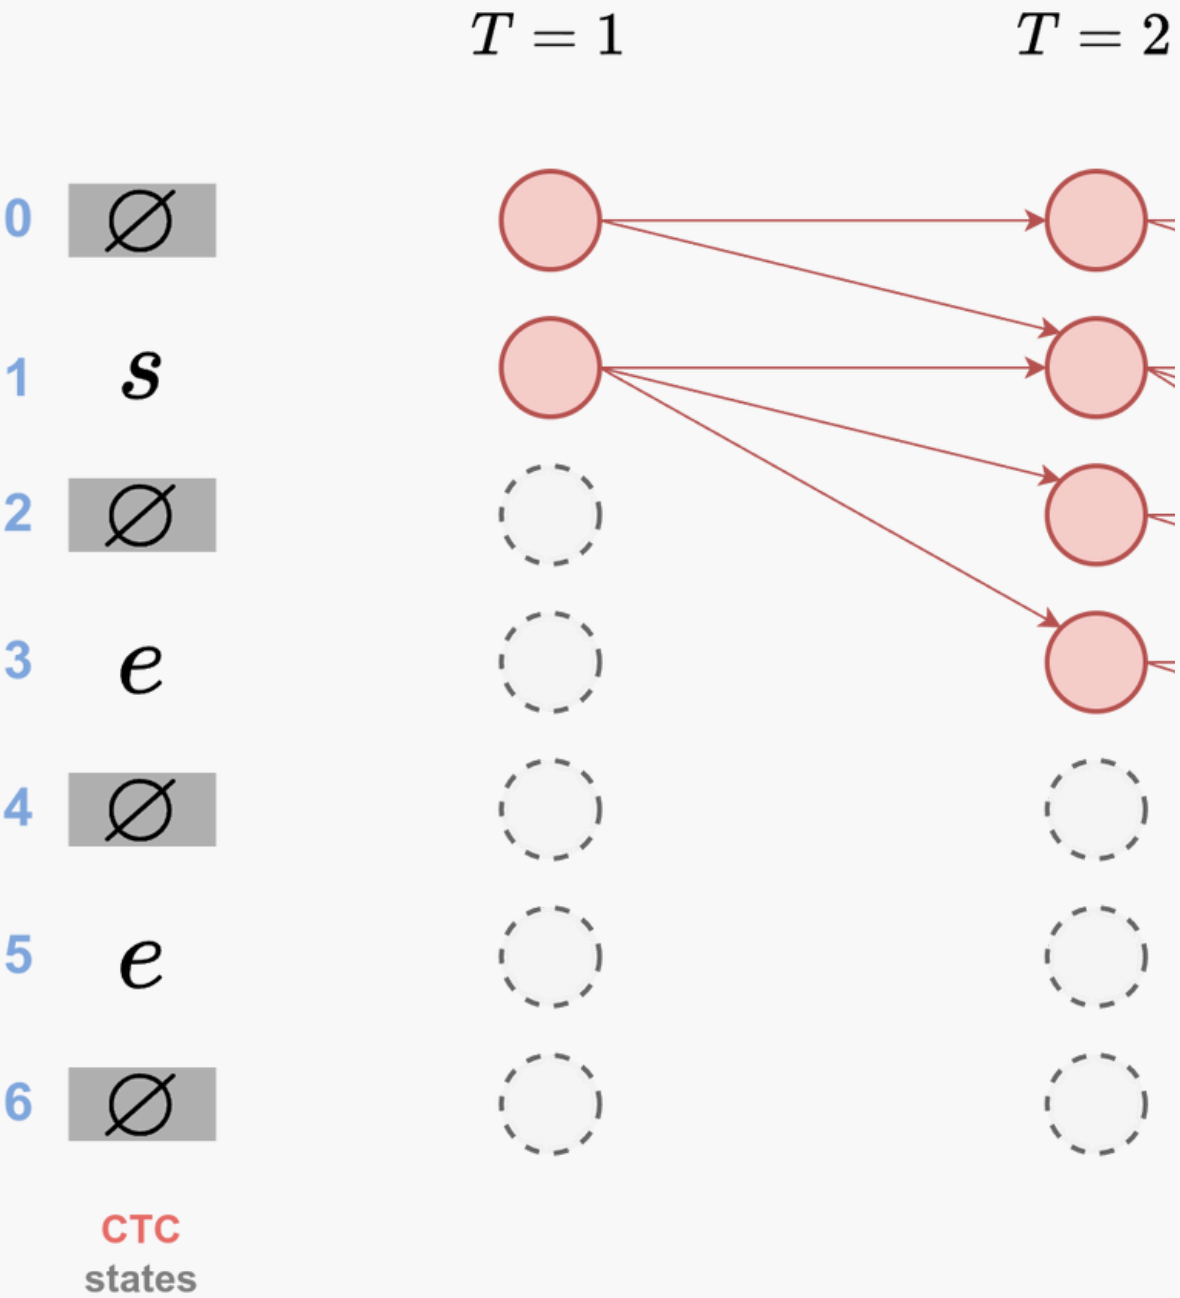 T = 1 T = 2
0 ∅
1 s
2 ∅
3 e
4 ∅
5 e
6 ∅
CTC
states